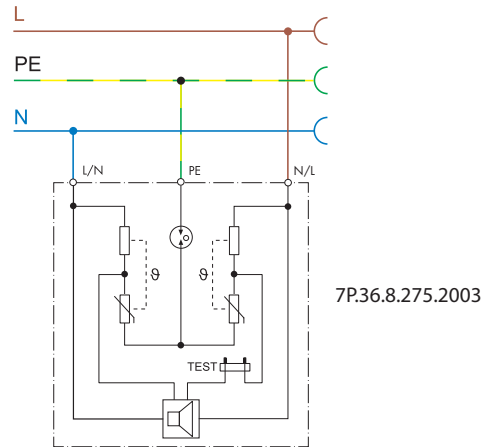 L
PE
N
L/N
PE
N/L
ϑ
ϑ
7P.36.8.275.2003
TEST